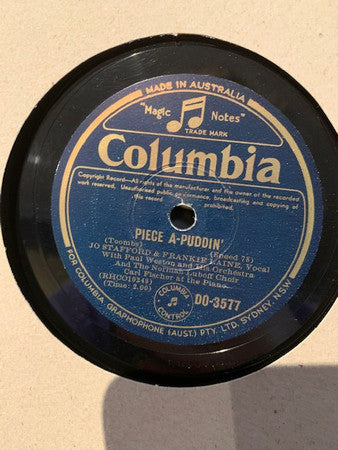 MADE IN AUSTRALIA
"Magic Notes"
TRADE MARK
Columbia
Copyright Record—All rights of the manufacturer and the owner of the recorded
work reserved. Unauthorised public performance, broadcasting and copying of
this record prohibited.
PIECE A-PUDDIN'
(Toombs) (Speed 78)
JO STAFFORD & FRANKIE LAINE, Vocal
With Paul Weston and His Orchestra
And The Norman Luboff Choir
Carl Fischer at the Piano.
(RHCO10243)
(Time: 2.00)
COLUMBIA
CONTROL
DO-3577
FOR COLUMBIA GRAPHOPHONE (AUST.) PTY. LTD. SYDNEY NSW